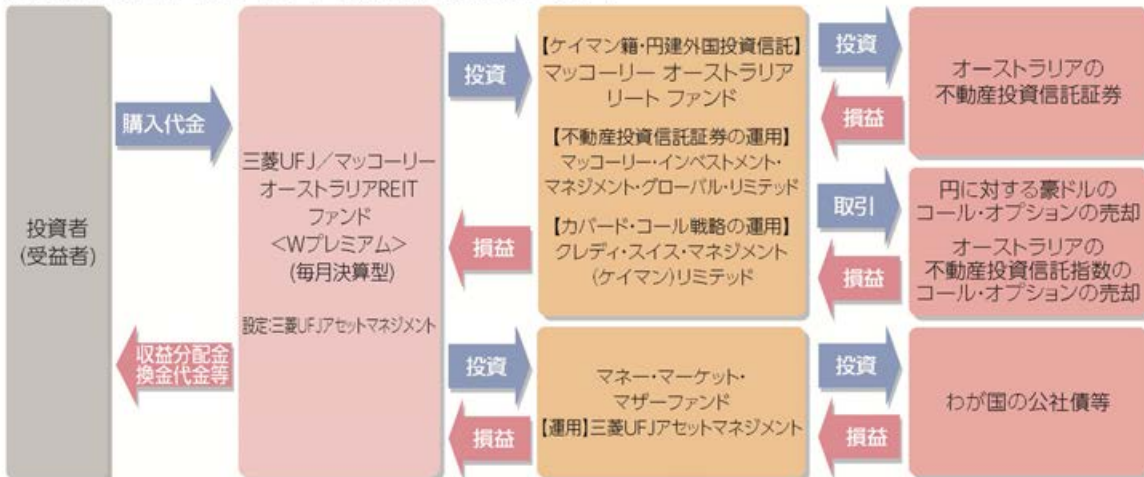 投資者
(受益者)
購入代金
収益分配金
換金代金等
三菱UFJ／マッコーリー
オーストラリアREIT
ファンド
<Wプレミアム>
(毎月決算型)
設定:三菱UFJアセットマネジメント
投資
損益
投資
損益
【ケイマン籍・円建外国投資信託】
マッコーリー オーストラリア
リート ファンド
【不動産投資信託証券の運用】
マッコーリー・インベストメント・
マネジメント・グローバル・リミテッド
【カバード・コール戦略の運用】
クレディ・スイス・マネジメント
(ケイマン)リミテッド
マネー・マーケット・
マザーファンド
【運用】三菱UFJアセットマネジメント
投資
損益
取引
損益
投資
損益
オーストラリアの
不動産投資信託証券
円に対する豪ドルの
コール・オプションの売却
オーストラリアの
不動産投資信託指数の
コール・オプションの売却
わが国の公社債等